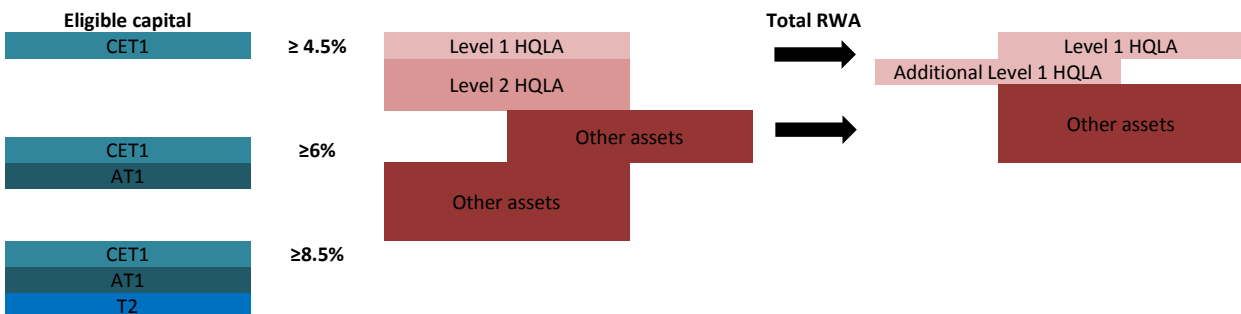 Eligible capital
CET1
≥ 4.5%
CET1
AT1
≥6%
CET1
AT1
T2
≥8.5%
Level 1 HQLA
Level 2 HQLA
Other assets
Other assets
Total RWA
Level 1 HQLA
Additional Level 1 HQLA
Other assets